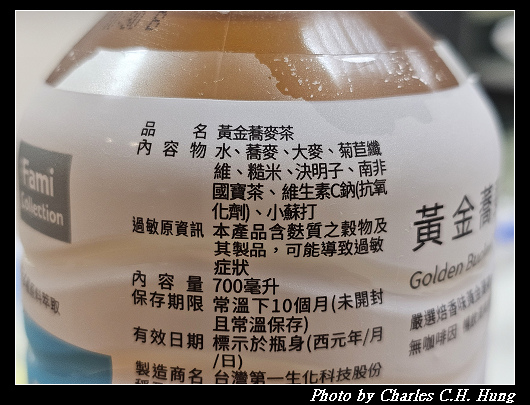 品名 黃金蕎麥茶
內容物 水、蕎麥、大麥、菊苣纖
維、糙米、決明子、南非
國寶茶、維生素C鈉(抗氧
化劑)、小蘇打
過敏原資訊 本產品含麩質之穀物及
其製品，可能導致過敏
症狀
內容量 700毫升
保存期限 常溫下10個月(未開封
且常溫保存)
有效日期 標示於瓶身(西元年/月
/日)
製造商名 台灣第一生化科技股份
Fami
Collection
黃金蕎
Golden
嚴選焙香
無咖啡因
Photo by Charles C.H. Hung